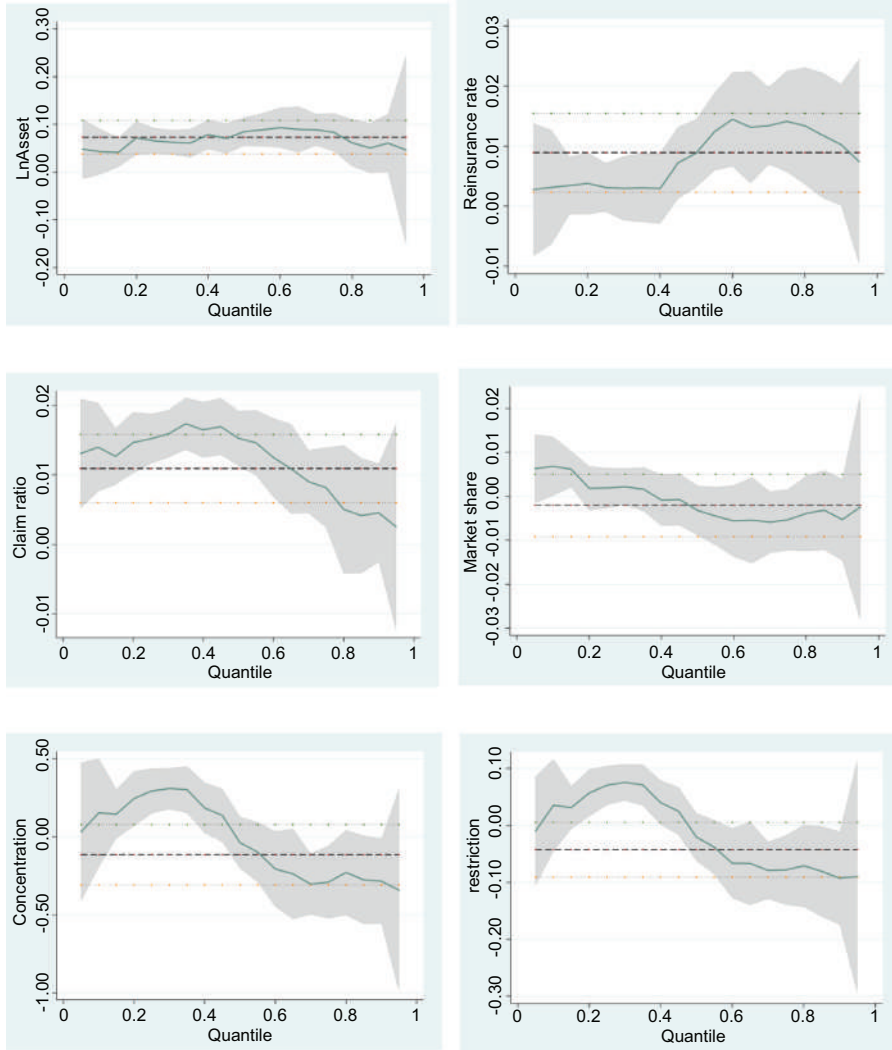 LnAsset
0.30
0.20
0.10
0.00
-0.10
-0.20
0 0.2 0.4 0.6 0.8 1
Quantile
Reinsurance rate
0.03
0.02
0.01
0.00
-0.01
0 0.2 0.4 0.6 0.8 1
Quantile
Claim ratio
0.02
0.01
0.00
-0.01
0 0.2 0.4 0.6 0.8 1
Quantile
Market share
0.02
0.01
0.00
-0.01
-0.02
-0.03
0 0.2 0.4 0.6 0.8 1
Quantile
Concentration
0.50
0.00
-0.50
-1.00
0 0.2 0.4 0.6 0.8 1
Quantile
restriction
0.10
0.00
-0.10
-0.20
-0.30
0 0.2 0.4 0.6 0.8 1
Quantile